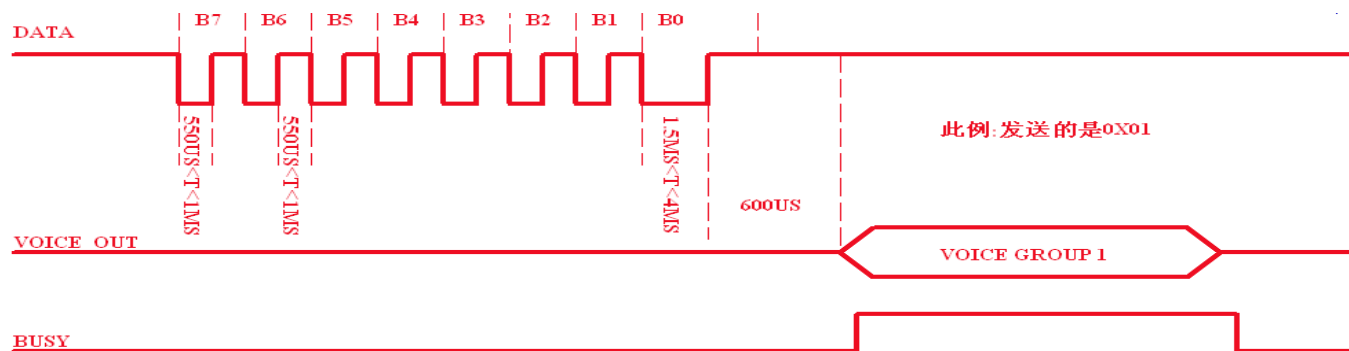 B7 B6 B5 B4 B3 B2 B1 B0
DATA
550US<T<1MS
550US<T<1MS
1.5MS<T<4MS
此例:发送的是0X01
600US
VOICE OUT
VOICE GROUP 1
BUSY